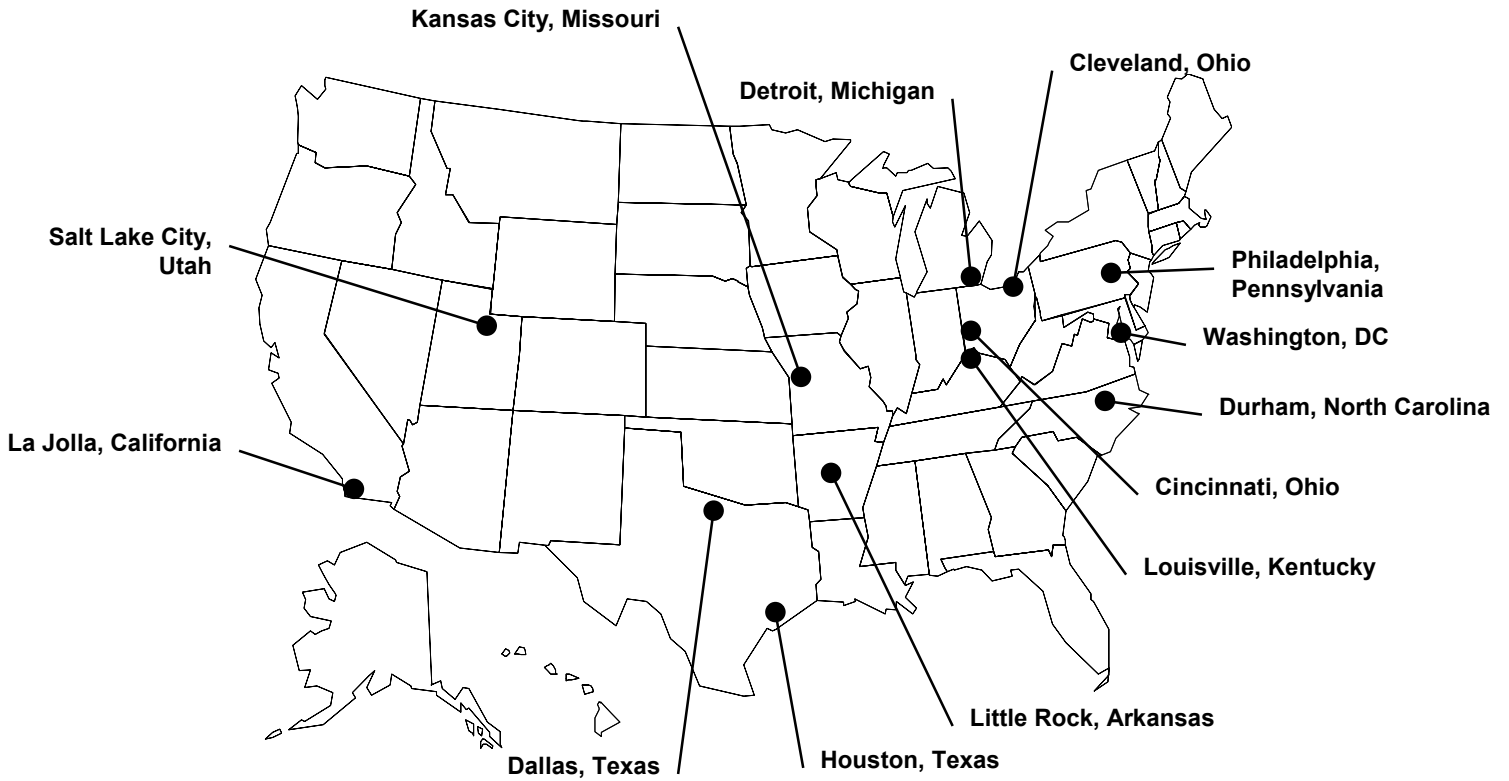 Kansas City, Missouri
Cleveland, Ohio
Detroit, Michigan
Salt Lake City,
Utah
Philadelphia,
Pennsylvania
Washington, DC
Durham, North Carolina
La Jolla, California
Cincinnati, Ohio
Louisville, Kentucky
Little Rock, Arkansas
Houston, Texas
Dallas, Texas